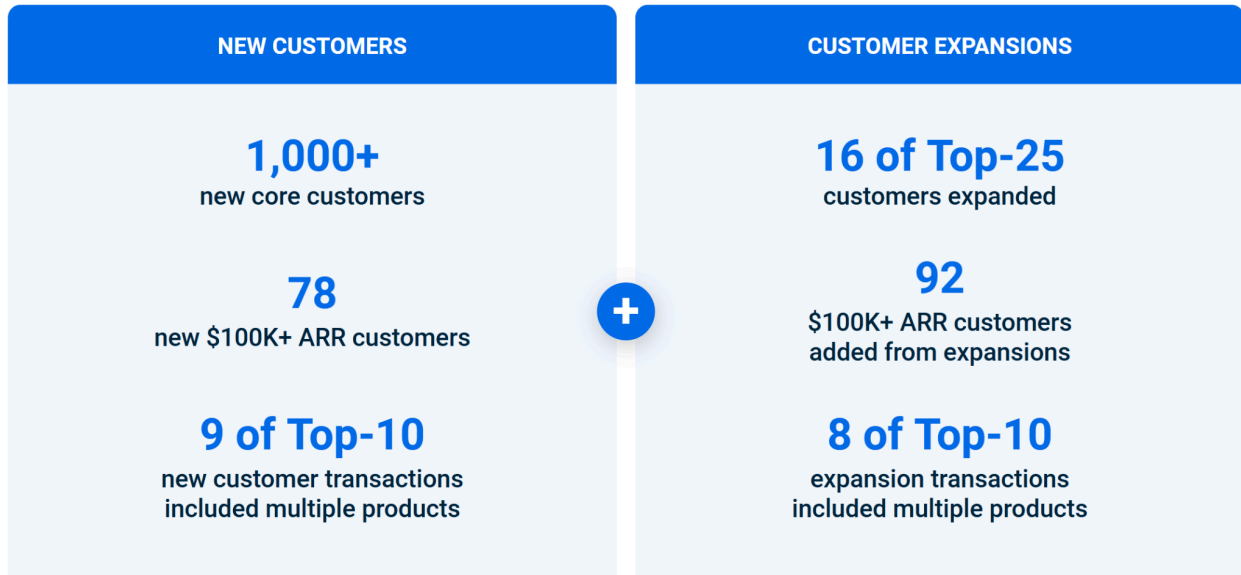 NEW CUSTOMERS
1,000+
new core customers
78
new $100K+ ARR customers
9 of Top-10
new customer transactions
included multiple products
+
CUSTOMER EXPANSIONS
16 of Top-25
customers expanded
92
$100K+ ARR customers
added from expansions
8 of Top-10
expansion transactions
included multiple products